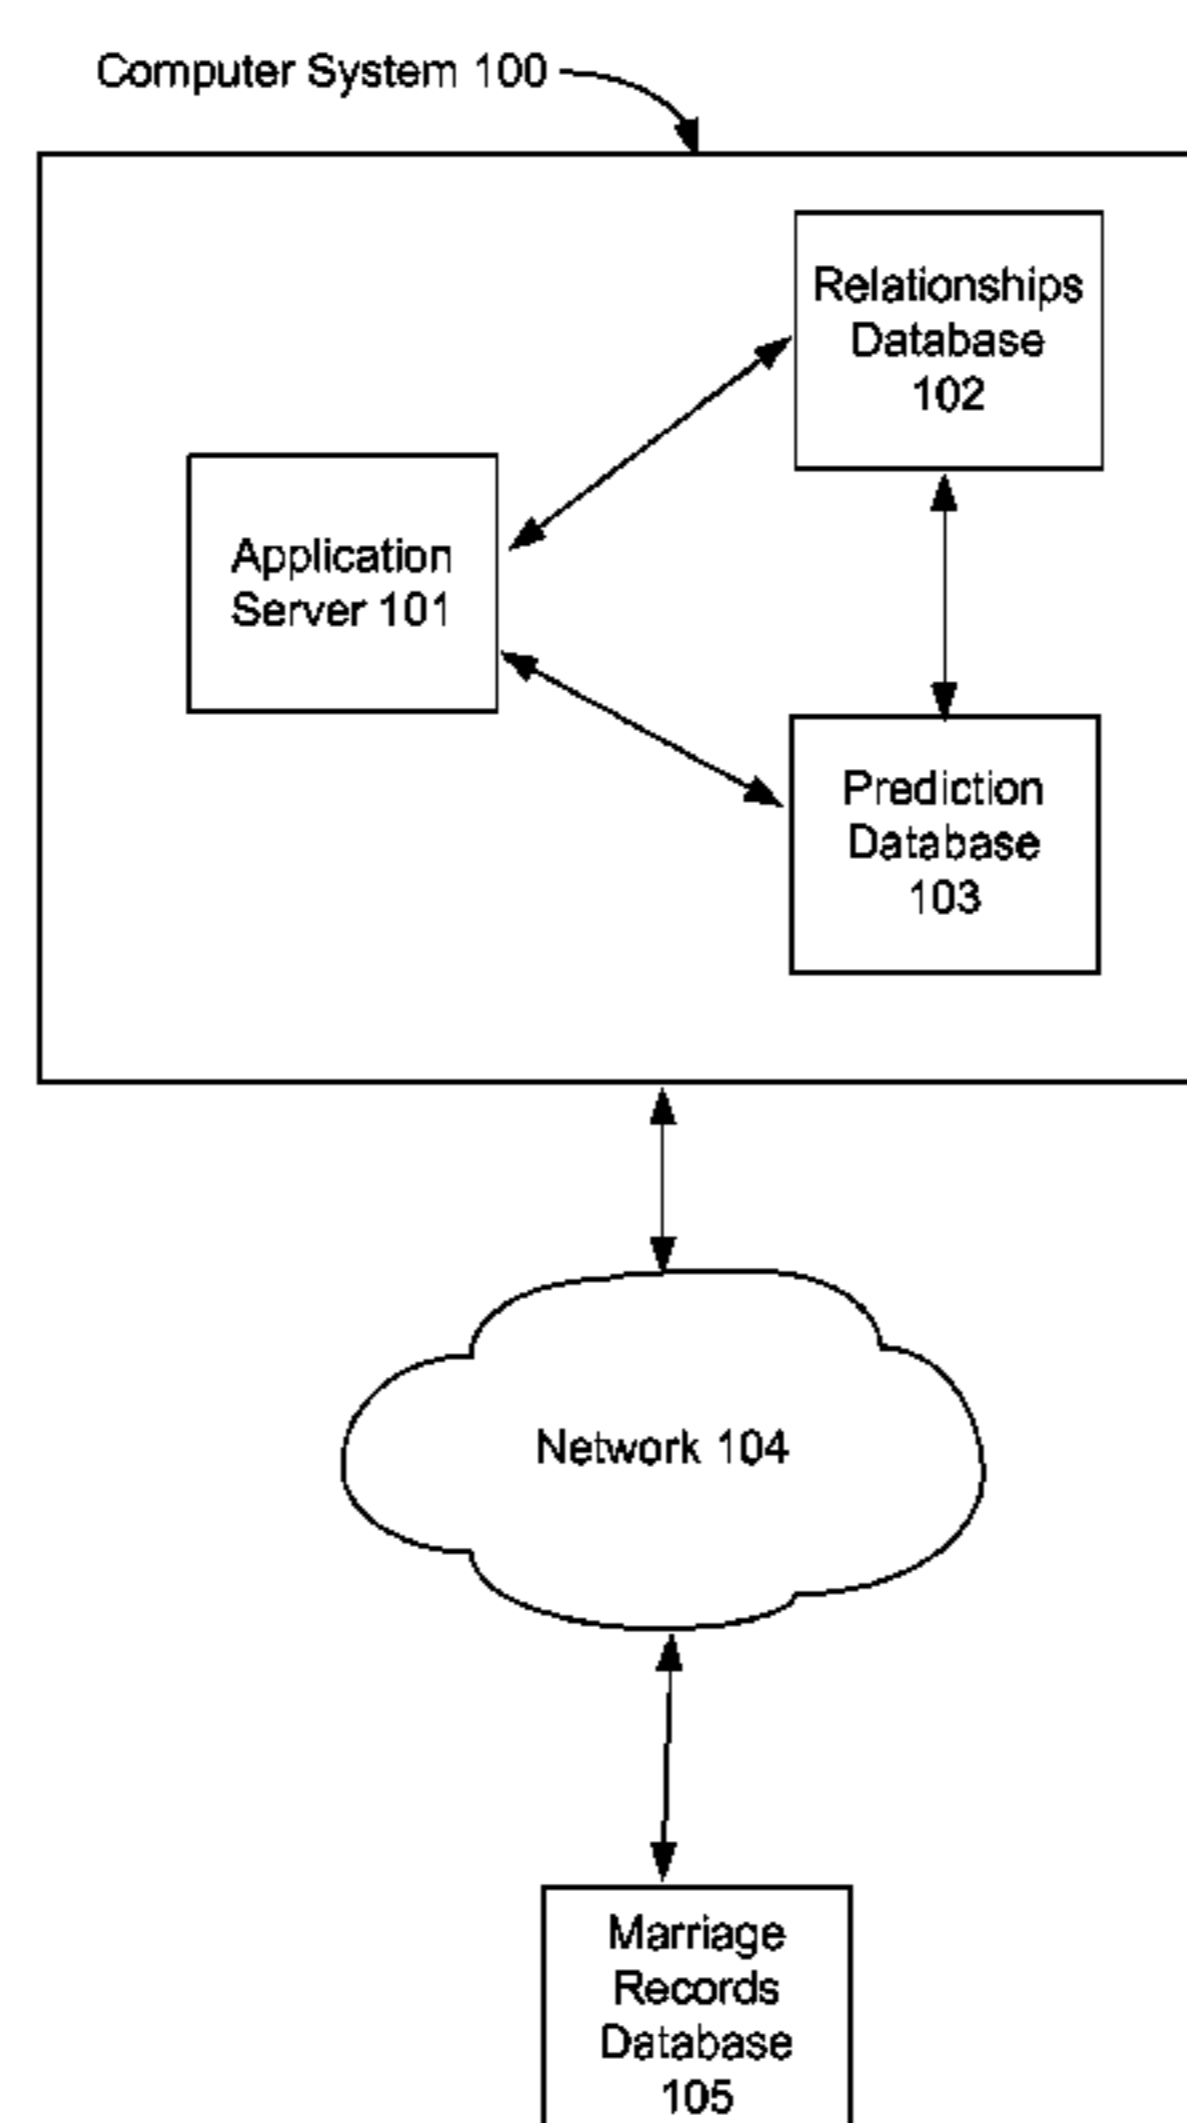 Computer System 100
Relationships
Database
102
Application
Server 101
Prediction
Database
103
Network 104
Marriage
Records
Database
105